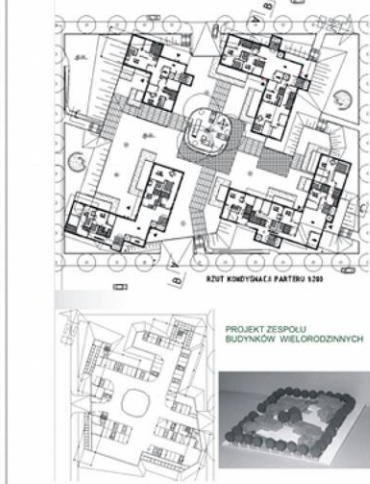 A
B
RZUT KONDYGNACJI PARTERU 1:200
B
A
PROJEKT ZESPOŁU
BUDYNKÓW WIELORODZINNYCH